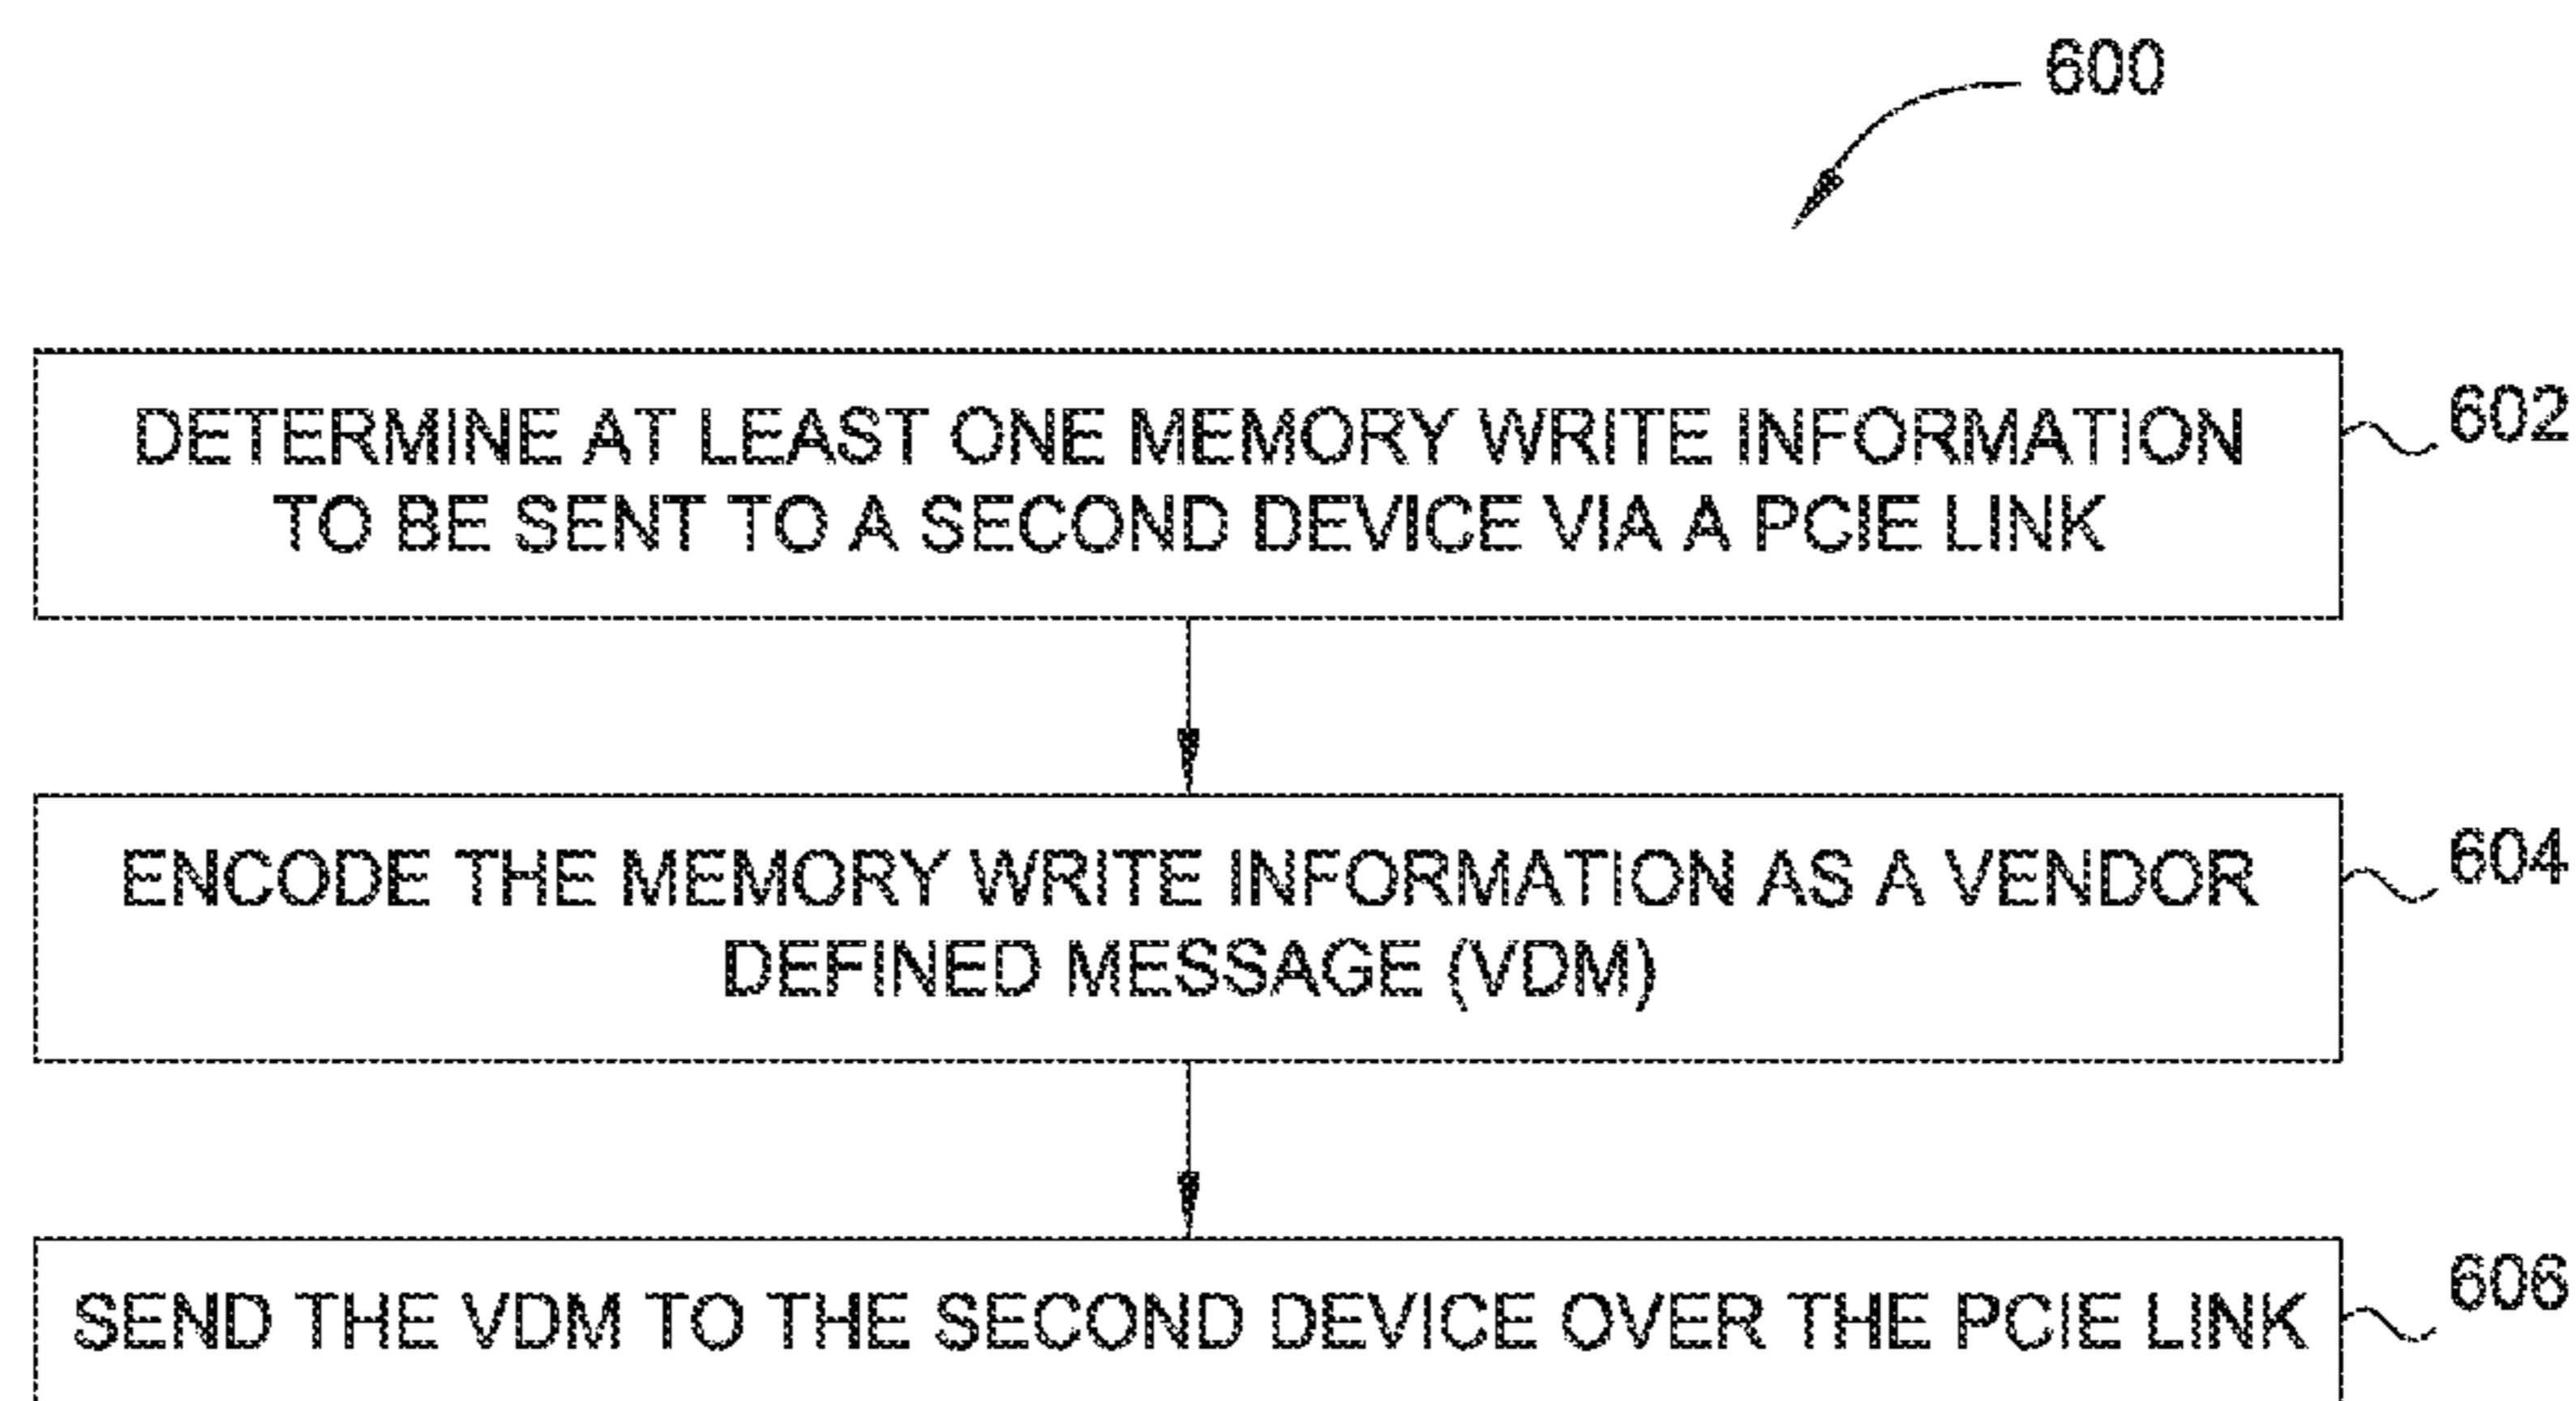 600
DETERMINE AT LEAST ONE MEMORY WRITE INFORMATION
TO BE SENT TO A SECOND DEVICE VIA A PCIE LINK
602
ENCODE THE MEMORY WRITE INFORMATION AS A VENDOR
DEFINED MESSAGE (VDM)
604
SEND THE VDM TO THE SECOND DEVICE OVER THE PCIE LINK
606